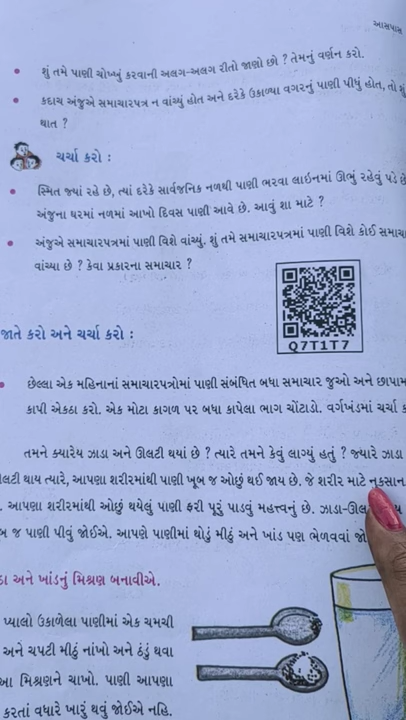 આસપાસ
• શું તમે પાણી ચોખ્ખું કરવાની અલગ-અલગ રીતો જાણો છો ? તેમનું વર્ણન કરો.
• કદાચ અંજુએ સમાચારપત્ર ન વાંચ્યું હોત અને દરેકે ઉકાળ્યા વગરનું પાણી પીધું હોત, તો શું
થાત ?
ચર્ચા કરો :
• સ્મિત જ્યાં રહે છે, ત્યાં દરેકે સાર્વજનિક નળથી પાણી ભરવા લાઇનમાં ઊભું રહેવું પડે છે
અંજુના ઘરમાં નળમાં આખો દિવસ પાણી આવે છે. આવું શા માટે ?
• અંજુએ સમાચારપત્રમાં પાણી વિશે વાંચ્યું. શું તમે સમાચારપત્રમાં પાણી વિશે કોઈ સમાચા
વાંચ્યા છે ? કેવા પ્રકારના સમાચાર ?
Q7T1T7
જાતે કરો અને ચર્ચા કરો :
• છેલ્લા એક મહિનાનાં સમાચારપત્રોમાં પાણી સંબંધિત બધા સમાચાર જુઓ અને છાપામ
કાપી એકઠા કરો. એક મોટા કાગળ પર બધા કાપેલા ભાગ ચોંટાડો. વર્ગખંડમાં ચર્ચા ક
તમને ક્યારેય ઝાડા અને ઊલટી થયાં છે ? ત્યારે તમને કેવું લાગ્યું હતું ? જ્યારે ઝાડા
લટી થાય ત્યારે, આપણા શરીરમાંથી પાણી ખૂબ જ ઓછું થઈ જાય છે. જે શરીર માટે નુકસાન
. આપણા શરીરમાંથી ઓછું થયેલું પાણી ફરી પૂરું પાડવું મહત્ત્વનું છે. ઝાડા-ઊલ
બ જ પાણી પીવું જોઈએ. આપણે પાણીમાં થોડું મીઠું અને ખાંડ પણ ભેળવવાં જો
ઠા અને ખાંડનું મિશ્રણ બનાવીએ.
પ્યાલો ઉકાળેલા પાણીમાં એક ચમચી
અને ચપટી મીઠું નાંખો અને ઠંડું થવા
આ મિશ્રણને ચાખો. પાણી આપણા
કરતાં વધારે ખારું થવું જોઈએ નહિ.